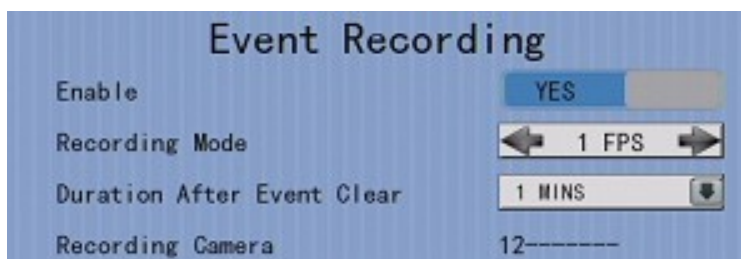 Event Recording
Enable YES
Recording Mode 1 FPS
Duration After Event Clear 1 MINS
Recording Camera 12-------